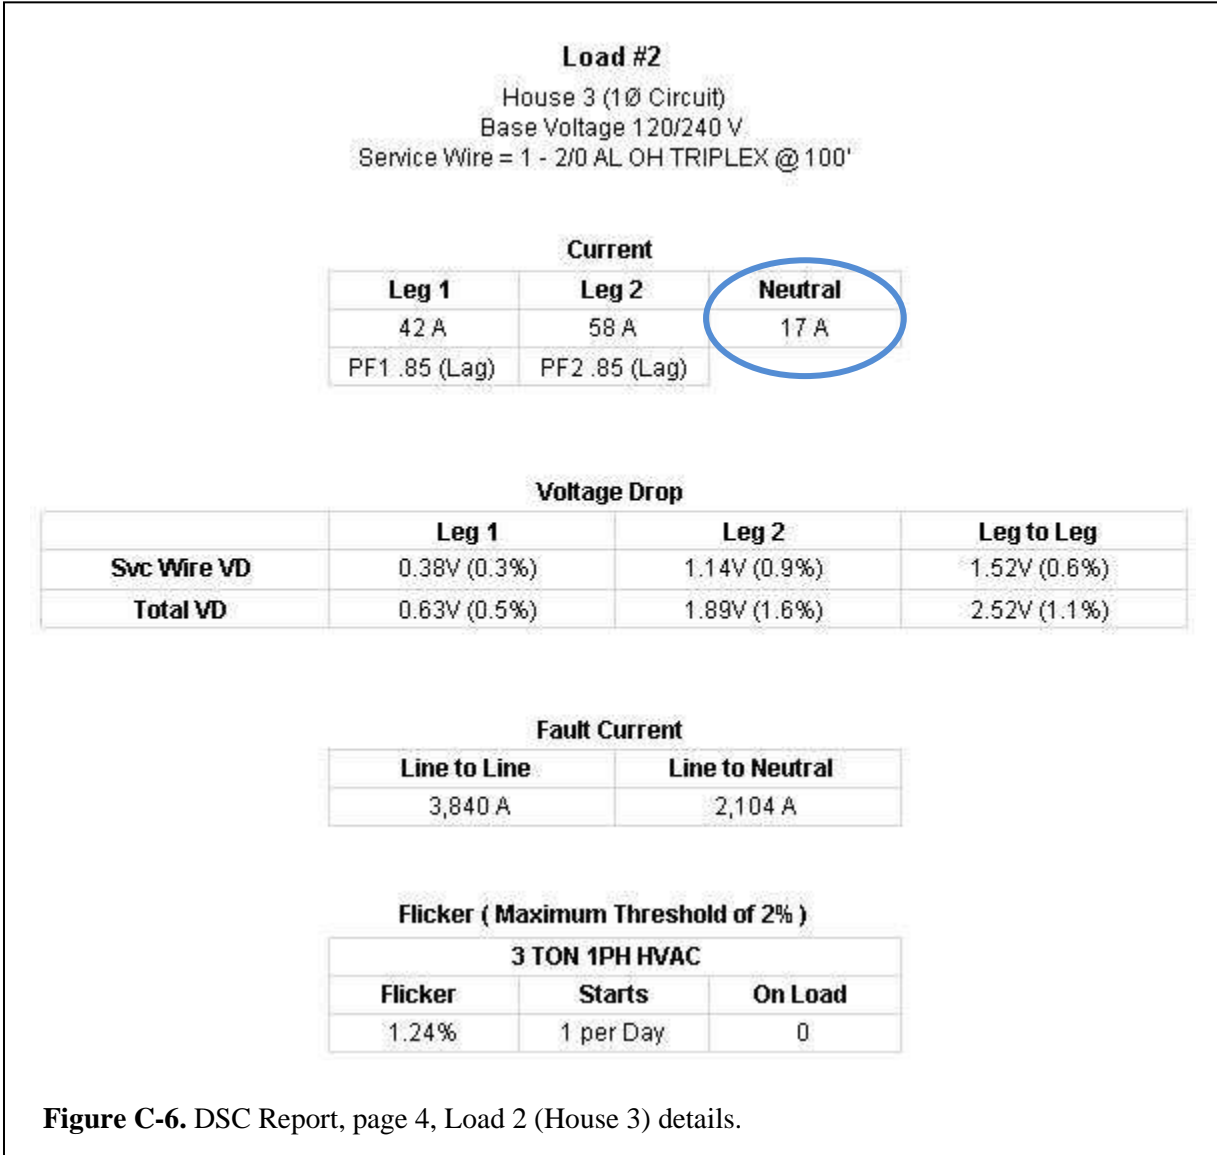 Load #2
House 3 (1Ø Circuit)
Base Voltage 120/240 V
Service Wire = 1 - 2/0 AL OH TRIPLEX @ 100'
Current
Leg 1 Leg 2 Neutral
42 A 58 A 17 A
PF1 .85 (Lag) PF2 .85 (Lag)
Voltage Drop
Leg 1 Leg 2 Leg to Leg
Svc Wire VD 0.38V (0.3%) 1.14V (0.9%) 1.52V (0.6%)
Total VD 0.63V (0.5%) 1.89V (1.6%) 2.52V (1.1%)
Fault Current
Line to Line Line to Neutral
3,840 A 2,104 A
Flicker ( Maximum Threshold of 2% )
3 TON 1PH HVAC
Flicker Starts On Load
1.24% 1 per Day 0
Figure C-6. DSC Report, page 4, Load 2 (House 3) details.